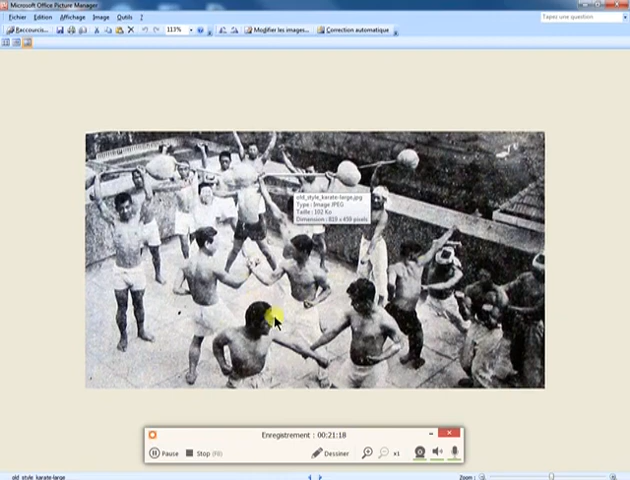 Microsoft Office Picture Manager
Fichier Edition Affichage Image Outils ?
Tapez une question
Raccourcis... 113% Modifier les images... Correction automatique
old_style_karate-large.jpg
Type : Image JPEG
Taille : 102 Ko
Dimension : 819 x 459 pixels
Enregistrement : 00:21:18
Pause Stop (F8) Dessiner x1
old_style_karate-large Zoom :